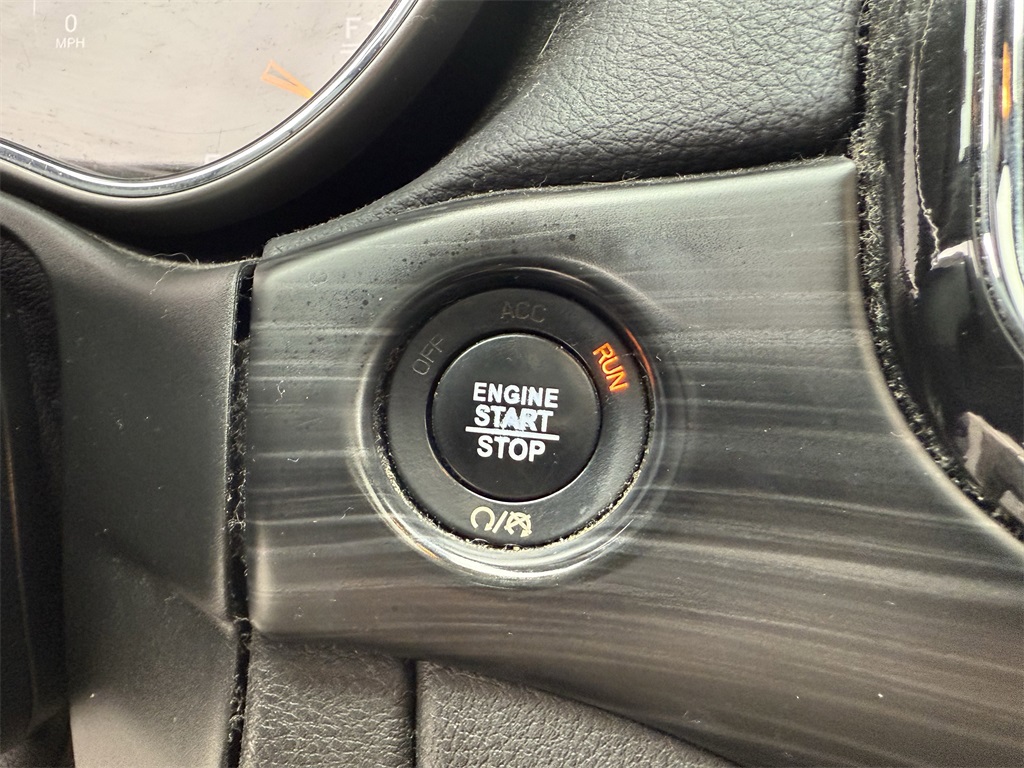 0
MPH
F
ACC
OFF
RUN
ENGINE
START
STOP